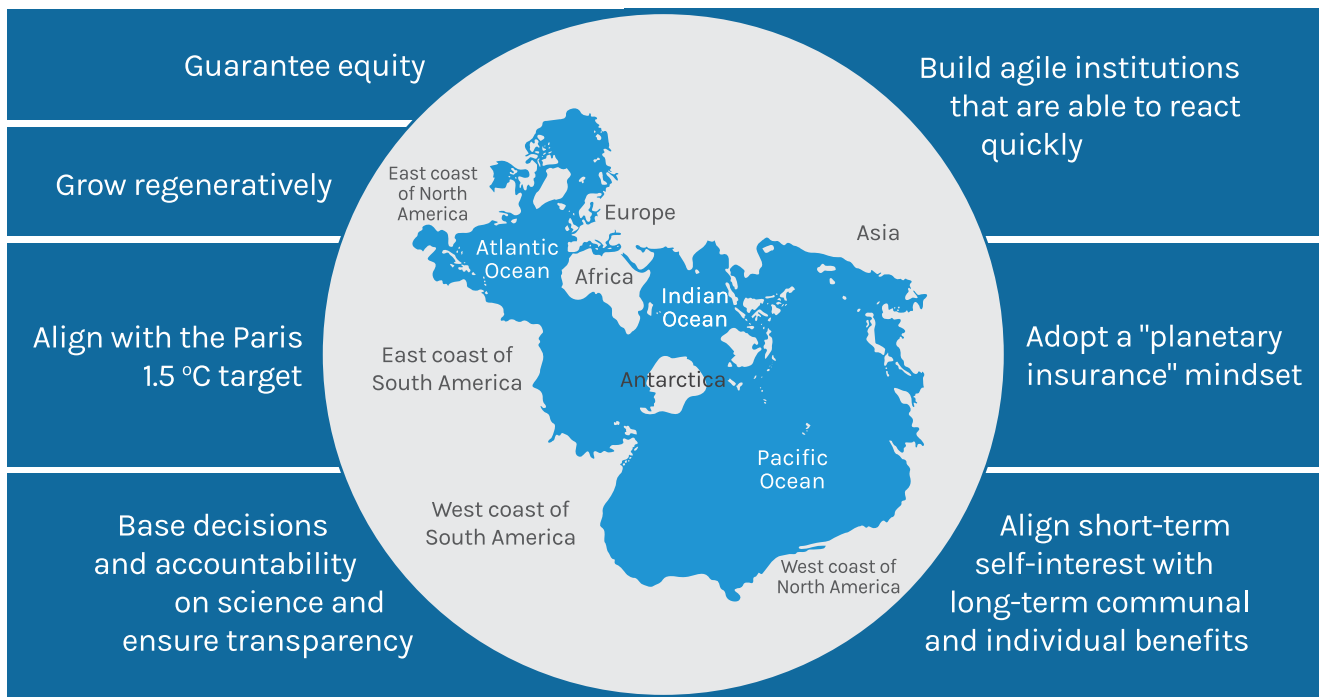 Guarantee equity
Grow regeneratively
Align with the Paris
1.5 ºC target
Base decisions
and accountability
on science and
ensure transparency
East coast
of North
America
Europe
Asia
Atlantic
Ocean
Africa
Indian
Ocean
East coast of
South America
Antarctica
Pacific
Ocean
West coast of
South America
West coast of
North America
Build agile institutions
that are able to react
quickly
Adopt a "planetary
insurance" mindset
Align short-term
self-interest with
long-term communal
and individual benefits